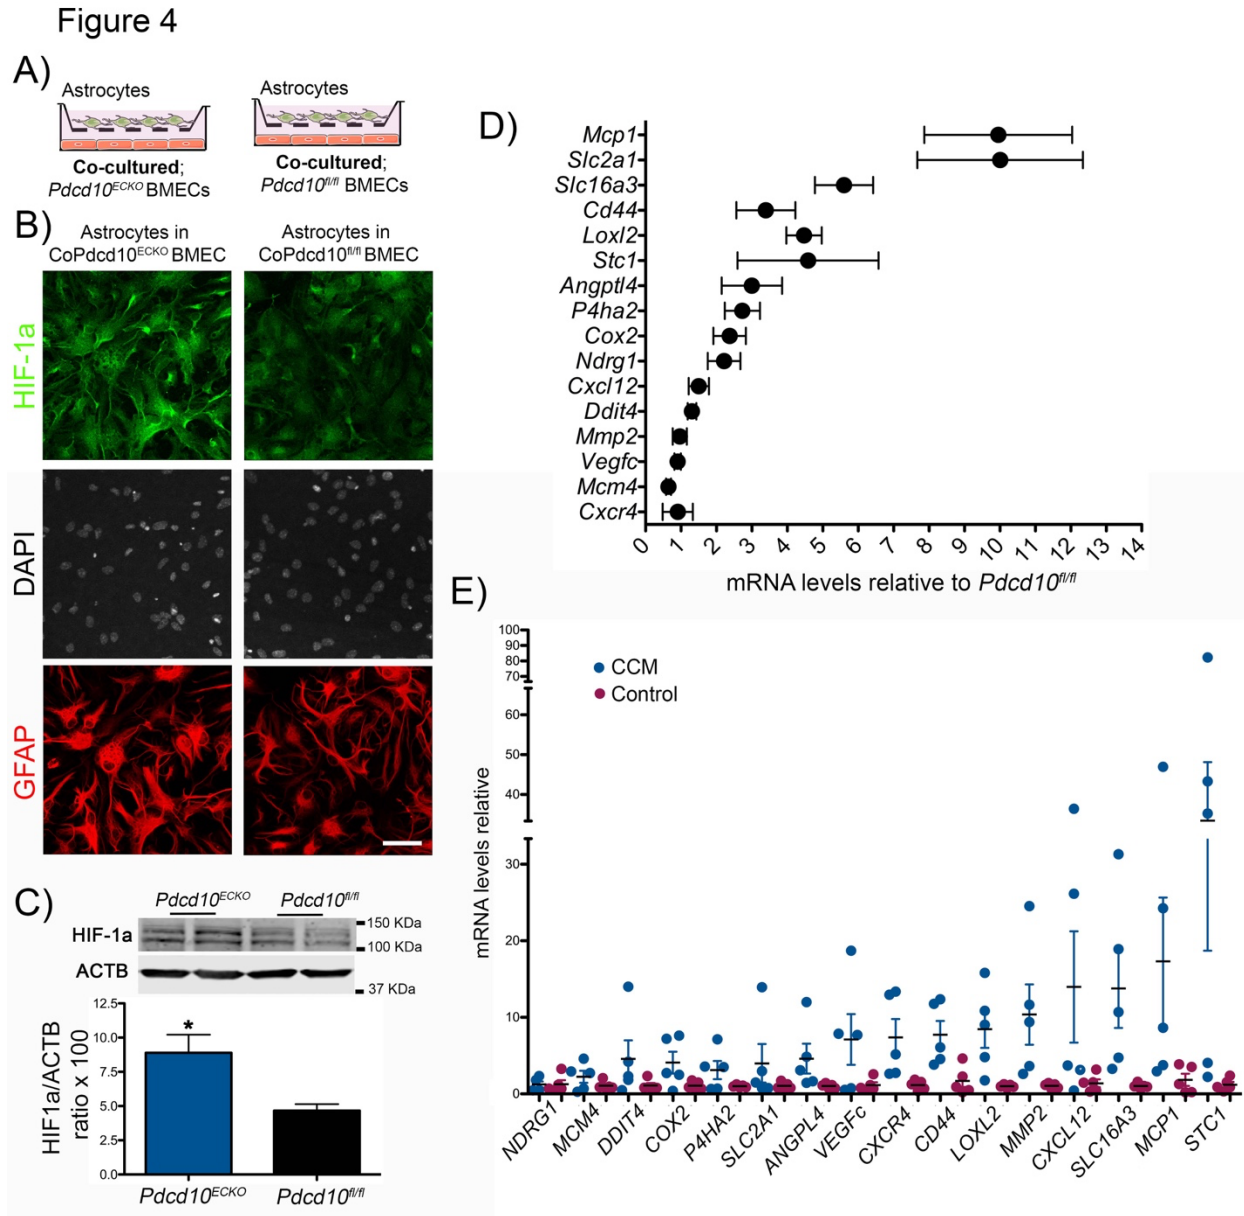 Figure 4
A)
Astrocytes
Astrocytes
Co-cultured;
Pdcd10ECKO BMECs
Co-cultured;
Pdcd10fl/fl BMECs
B)
Astrocytes in
CoPdcd10ECKO BMEC
Astrocytes in
CoPdcd10fl/fl BMEC
HIF-1a
DAPI
GFAP
C)
Pdcd10ECKO
Pdcd10fl/fl
HIF-1a
150 KDa
100 KDa
ACTB
37 KDa
HIF1a/ACTB
ratio x 100
12.5
10.0
7.5
5.0
2.5
0.0
*
Pdcd10ECKO
Pdcd10fl/fl
D)
Mcp1
Slc2a1
Slc16a3
Cd44
Loxl2
Stc1
Angptl4
P4ha2
Cox2
Ndrg1
Cxcl12
Ddit4
Mmp2
Vegfc
Mcm4
Cxcr4
0 1 2 3 4 5 6 7 8 9 10 11 12 13 14
mRNA levels relative to Pdcd10fl/fl
E)
mRNA levels relative
100
90
80
70
60
50
40
30
20
10
0
CCM
Control
NDRG1
MCM4
DDIT4
COX2
P4HA2
SLC2A1
ANGPL4
VEGFc
CXCR4
CD44
LOXL2
MMP2
CXCL12
SLC16A3
MCP1
STC1